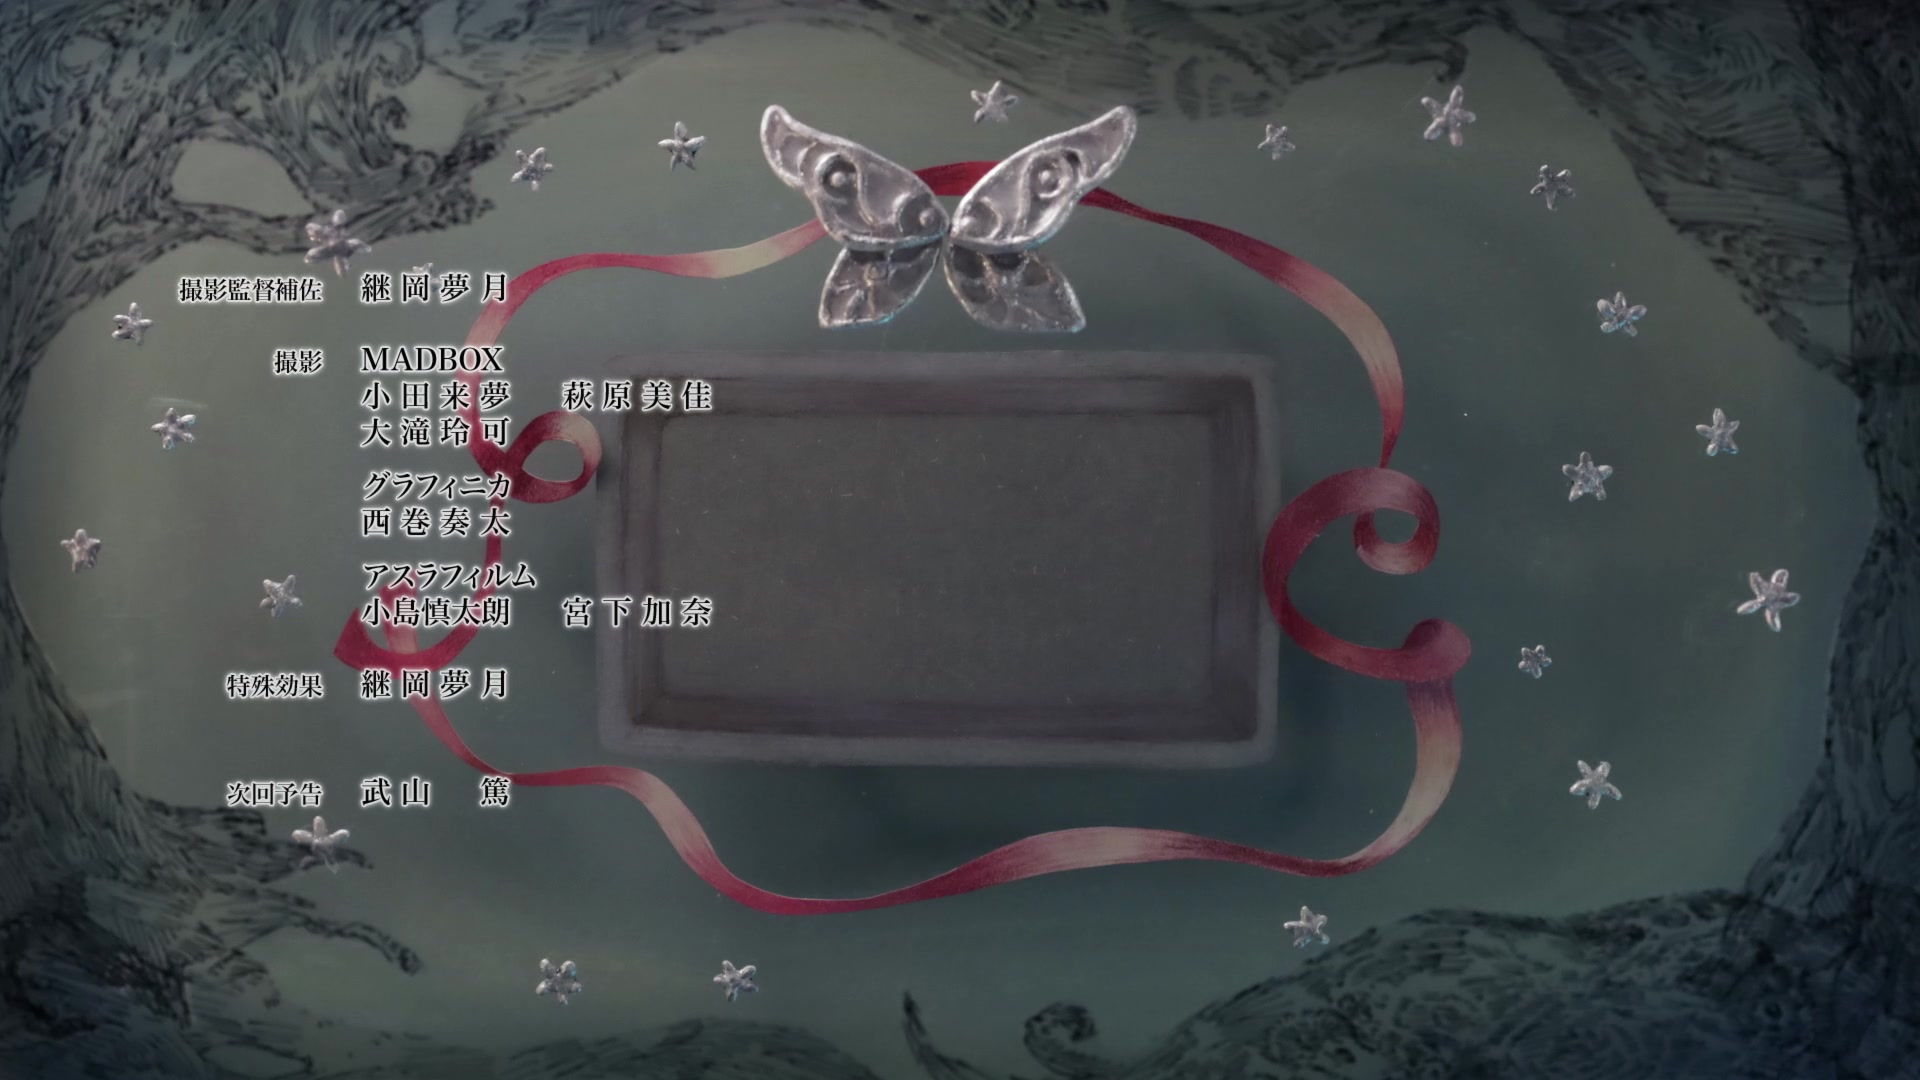 撮影監督補佐 継岡夢月
撮影 MADBOX
小田来夢 萩原美佳
大滝玲可
グラフィニカ
西巻奏太
アスラフィルム
小島慎太朗 宮下加奈
特殊効果 継岡夢月
次回予告 武山 篤